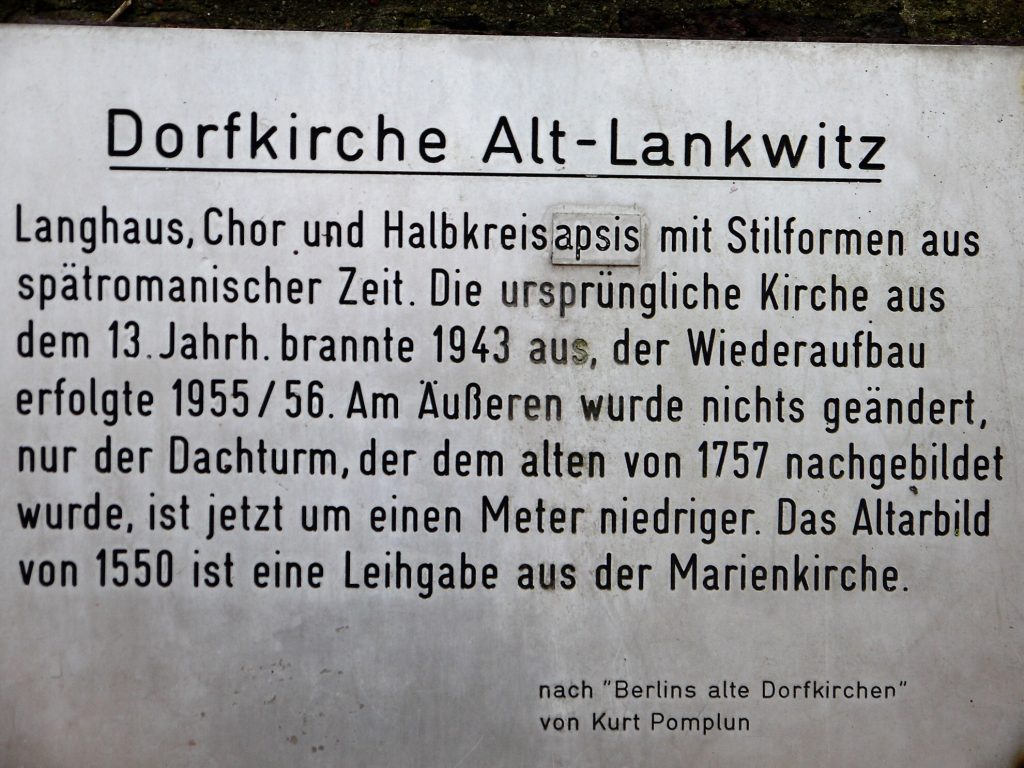 Dorfkirche Alt-Lankwitz
Langhaus, Chor und Halbkreisapsis mit Stilformen aus
spätromanischer Zeit. Die ursprüngliche Kirche aus
dem 13. Jahrh. brannte 1943 aus, der Wiederaufbau
erfolgte 1955/56. Am Äußeren wurde nichts geändert,
nur der Dachturm, der dem alten von 1757 nachgebildet
wurde, ist jetzt um einen Meter niedriger. Das Altarbild
von 1550 ist eine Leihgabe aus der Marienkirche.
nach "Berlins alte Dorfkirchen"
von Kurt Pomplun